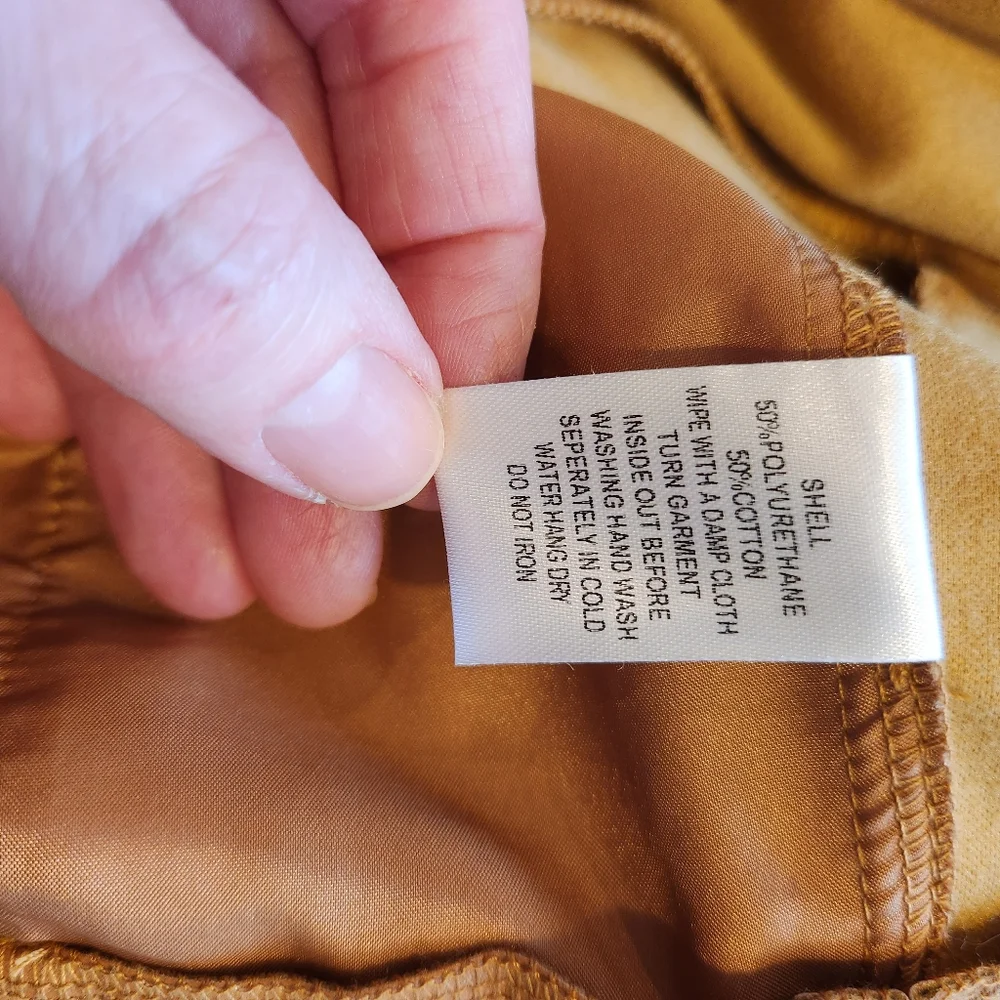 SHELL
50%POLYURETHANE
50%COTTON
WIPE WITH A DAMP CLOTH
TURN GARMENT
INSIDE OUT BEFORE
WASHING HAND WASH
SEPERATELY IN COLD
WATER HANG DRY
DO NOT IRON